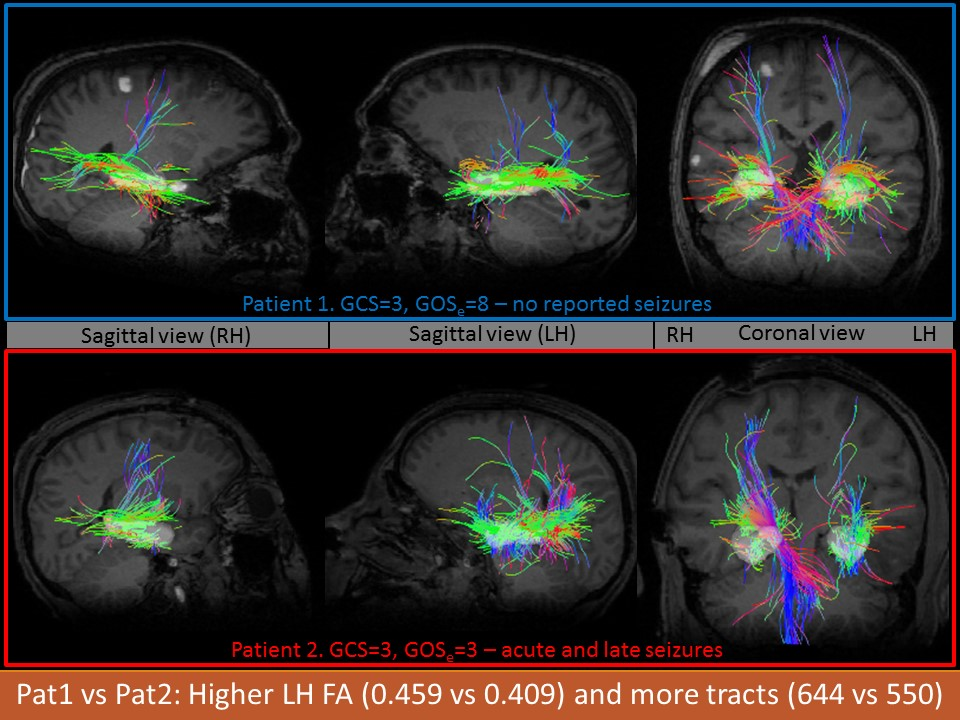 Patient 1. GCS=3, GOSe=8 – no reported seizures
Sagittal view (RH)
Sagittal view (LH)
RH
Coronal view
LH
Patient 2. GCS=3, GOSe=3 – acute and late seizures
Pat1 vs Pat2: Higher LH FA (0.459 vs 0.409) and more tracts (644 vs 550)